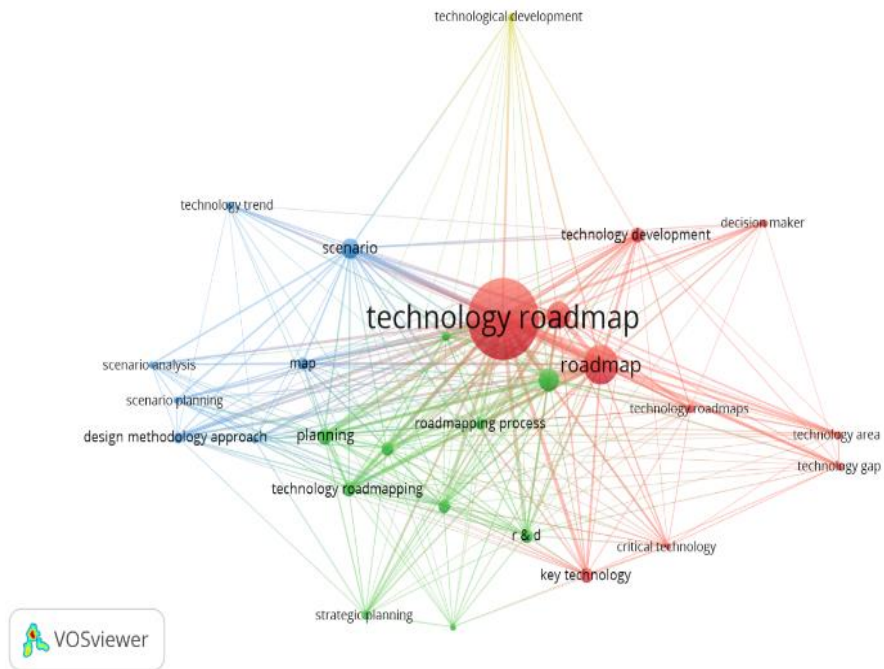 technological development
technology trend
decision maker
technology development
scenario
technology roadmap
roadmap
scenario analysis
map
scenario planning
technology roadmaps
roadmapping process
design methodology approach
planning
technology area
technology gap
technology roadmapping
r & d
critical technology
key technology
strategic planning
VOSviewer